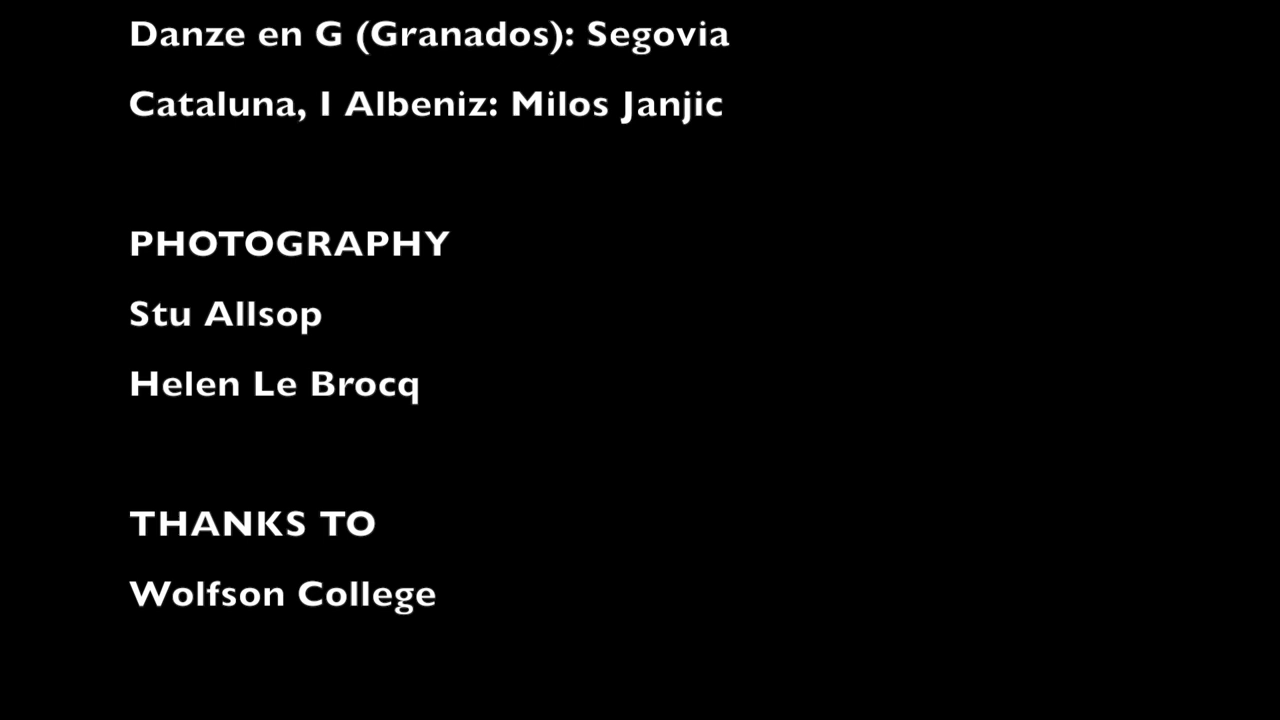 Danze en G (Granados): Segovia
Cataluna, I Albeniz: Milos Janjic
PHOTOGRAPHY
Stu Allsop
Helen Le Brocq
THANKS TO
Wolfson College